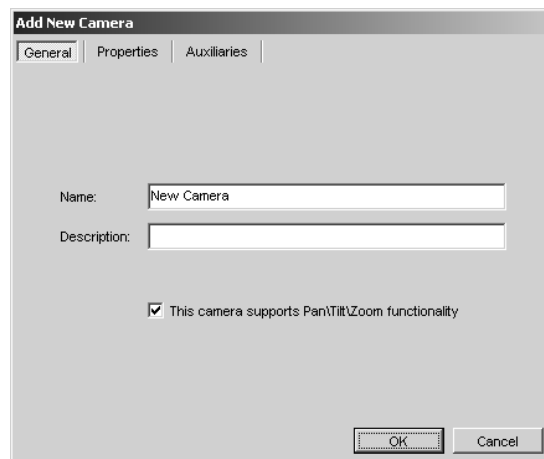 Add New Camera
General Properties Auxiliaries
Name: New Camera
Description:
This camera supports Pan\Tilt\Zoom functionality
OK Cancel